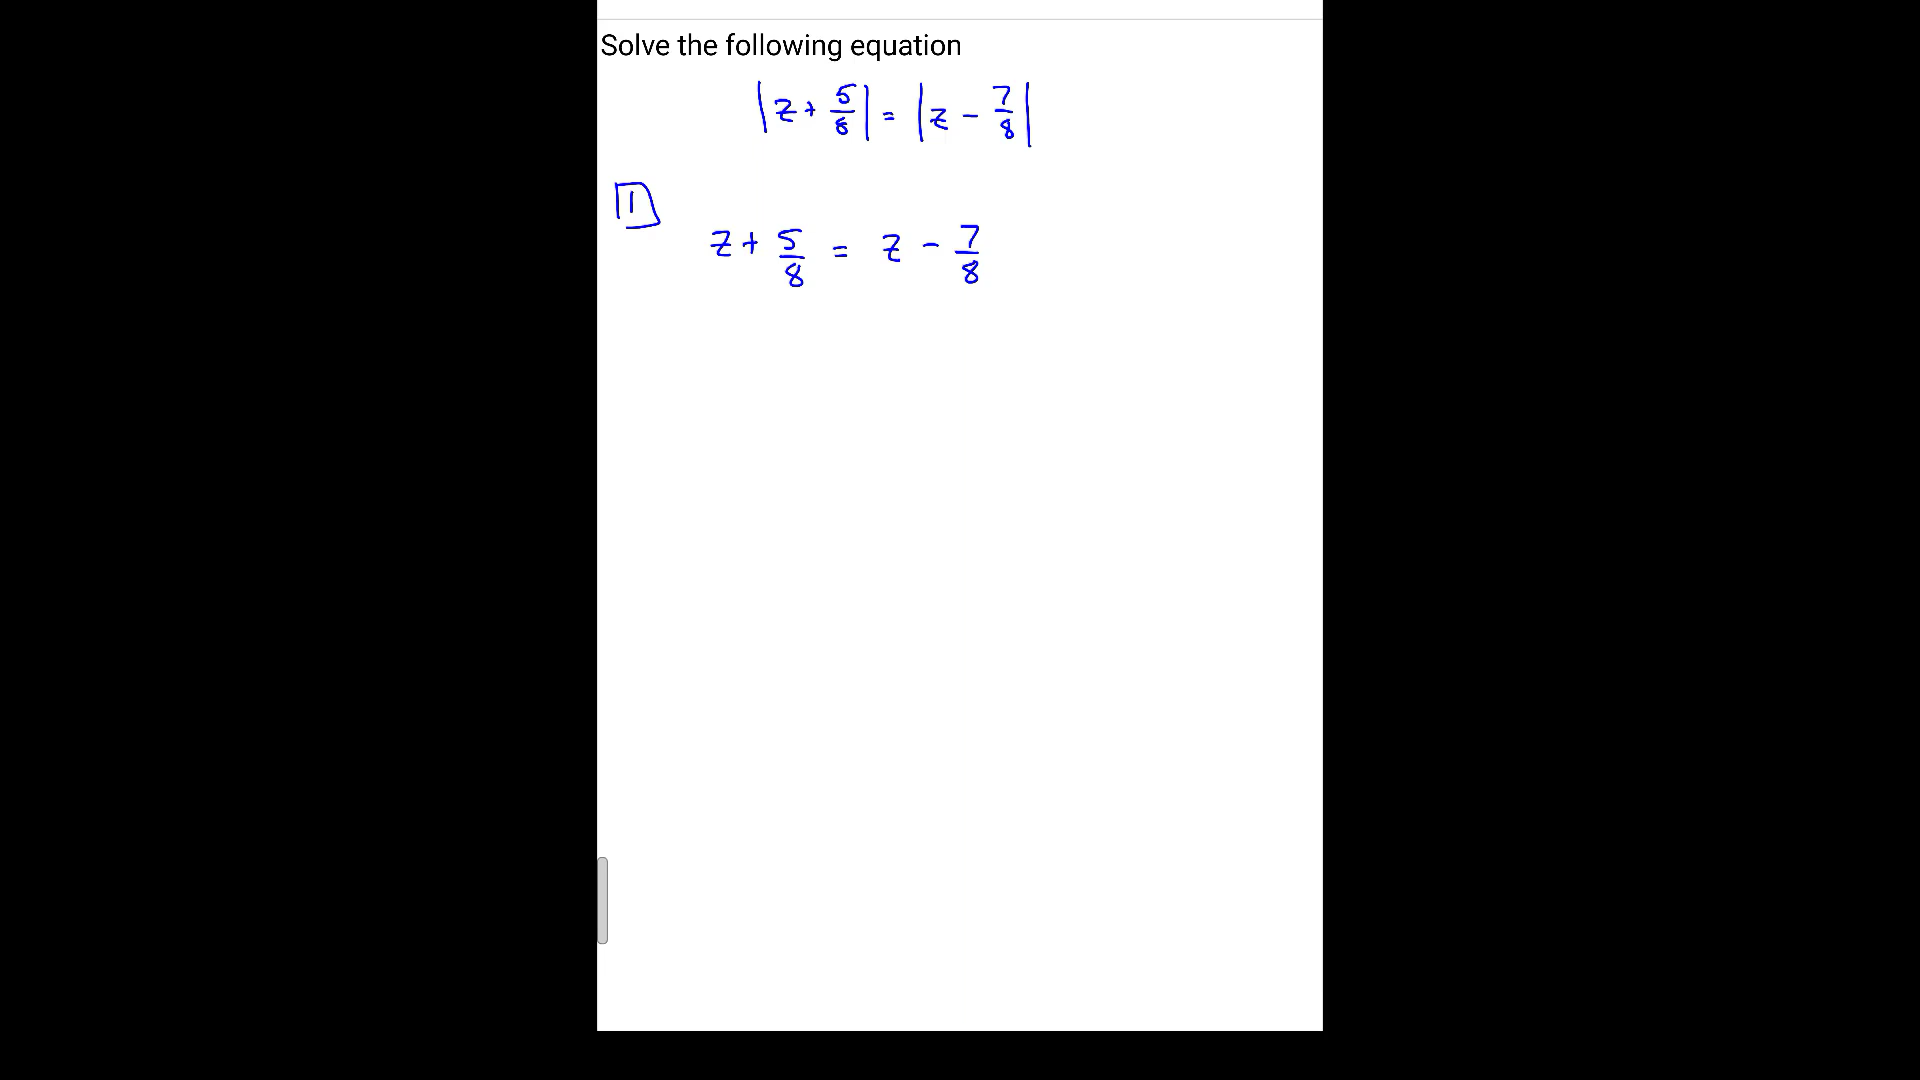 Solve the following equation
|z + 5/8| = |z - 7/8|
1
z + 5/8 = z - 7/8